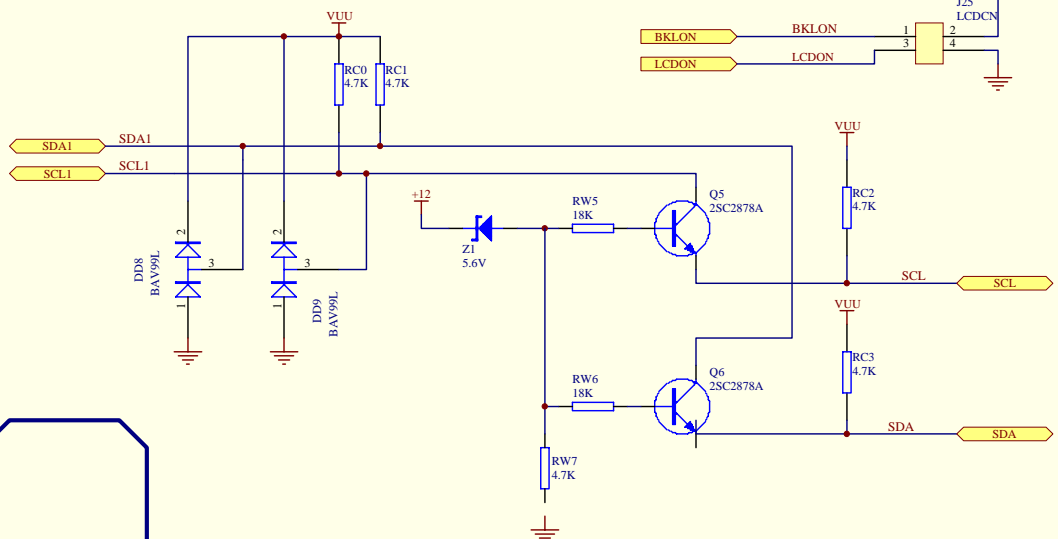 J25
VUU
LCDCN
BKLON
BKLON
1
2
3
4
LCDON
LCDON
RC0
4.7K
RC1
4.7K
VUU
SDA1
SDA1
SCL1
SCL1
+12
RW5
18K
Q5
2SC2878A
RC2
4.7K
2
2
Z1
5.6V
DD8
BAV99L
3
3
SCL
SCL
1
1
DD9
BAV99L
VUU
RW6
18K
Q6
2SC2878A
RC3
4.7K
SDA
SDA
RW7
4.7K